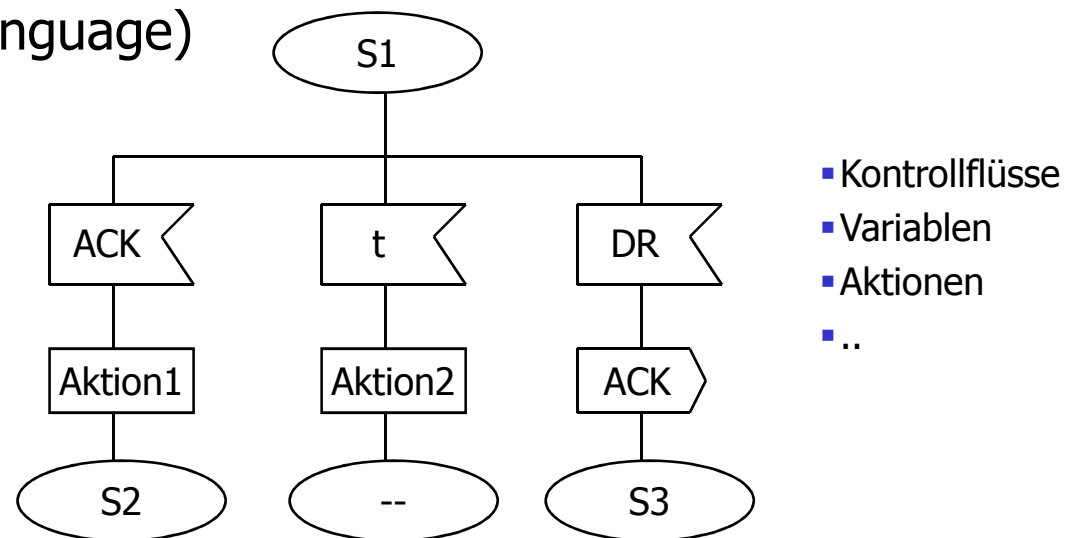 nguage)
S1
ACK
t
DR
Aktion1
Aktion2
ACK
S2
--
S3
▪Kontrollflüsse
▪Variablen
▪Aktionen
▪..